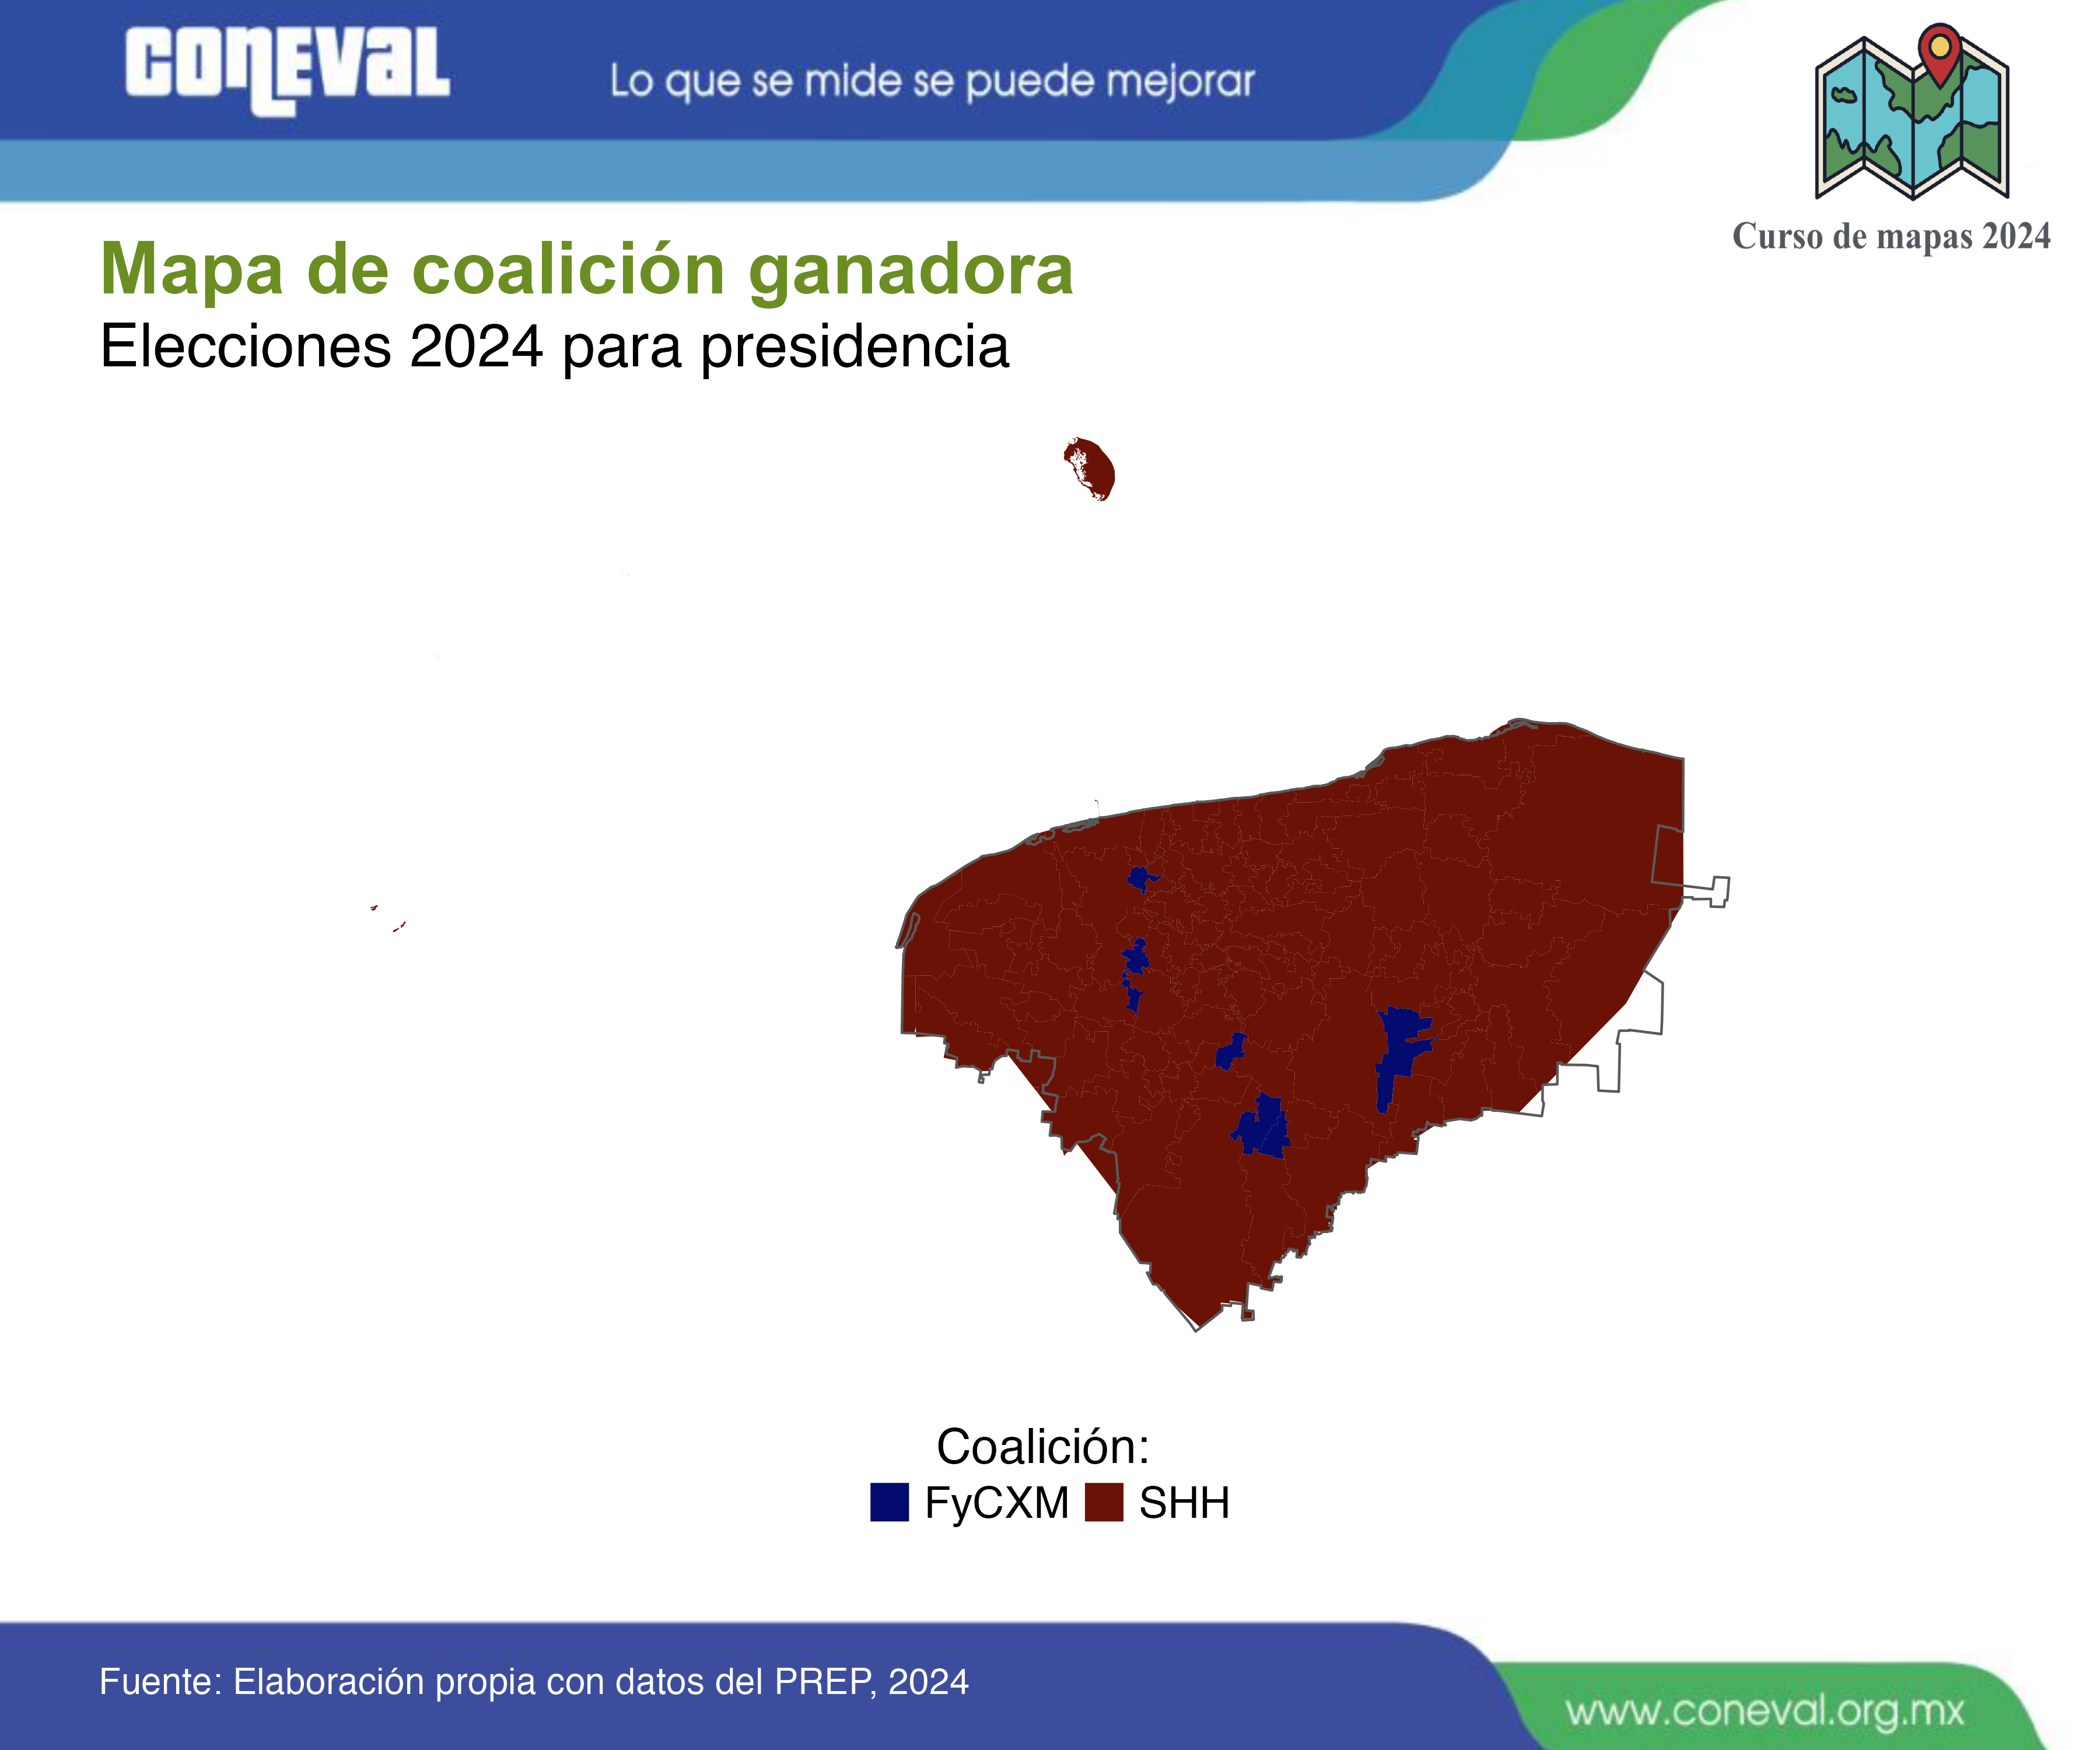 CONEVAL
Lo que se mide se puede mejorar
Curso de mapas 2024
Mapa de coalición ganadora
Elecciones 2024 para presidencia
Coalición:
FyCXM SHH
Fuente: Elaboración propia con datos del PREP, 2024
www.coneval.org.mx